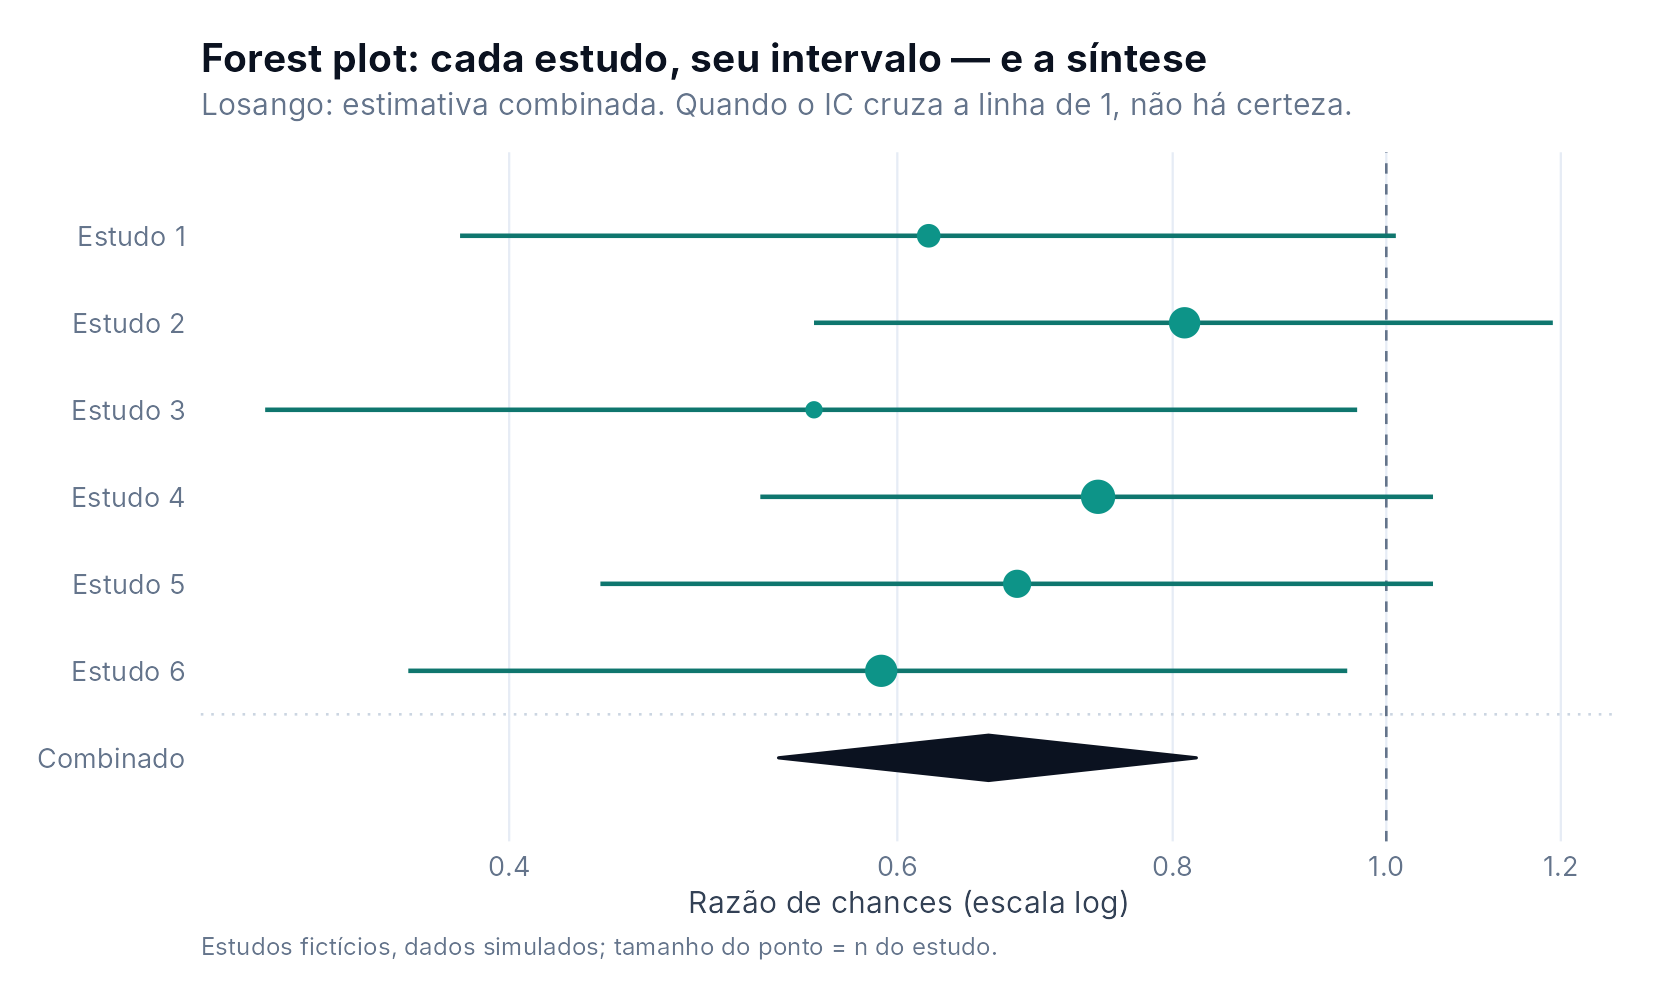 Forest plot: cada estudo, seu intervalo — e a síntese
Losango: estimativa combinada. Quando o IC cruza a linha de 1, não há certeza.
Estudo 1
Estudo 2
Estudo 3
Estudo 4
Estudo 5
Estudo 6
Combinado
0.4 0.6 0.8 1.0 1.2
Razão de chances (escala log)
Estudos fictícios, dados simulados; tamanho do ponto = n do estudo.